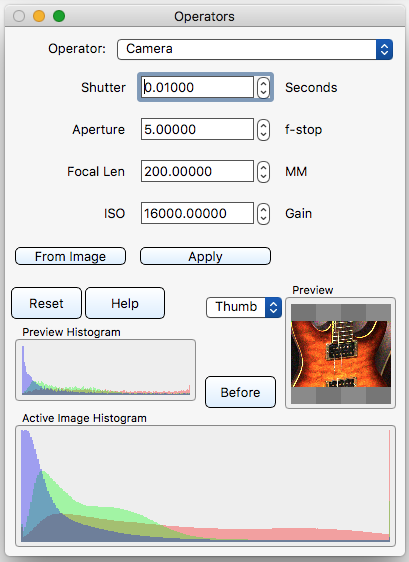 Operators
Operator: Camera
Shutter 0.01000 Seconds
Aperture 5.00000 f-stop
Focal Len 200.00000 MM
ISO 16000.00000 Gain
From Image Apply
Reset Help Thumb Preview
Preview Histogram
Before
Active Image Histogram